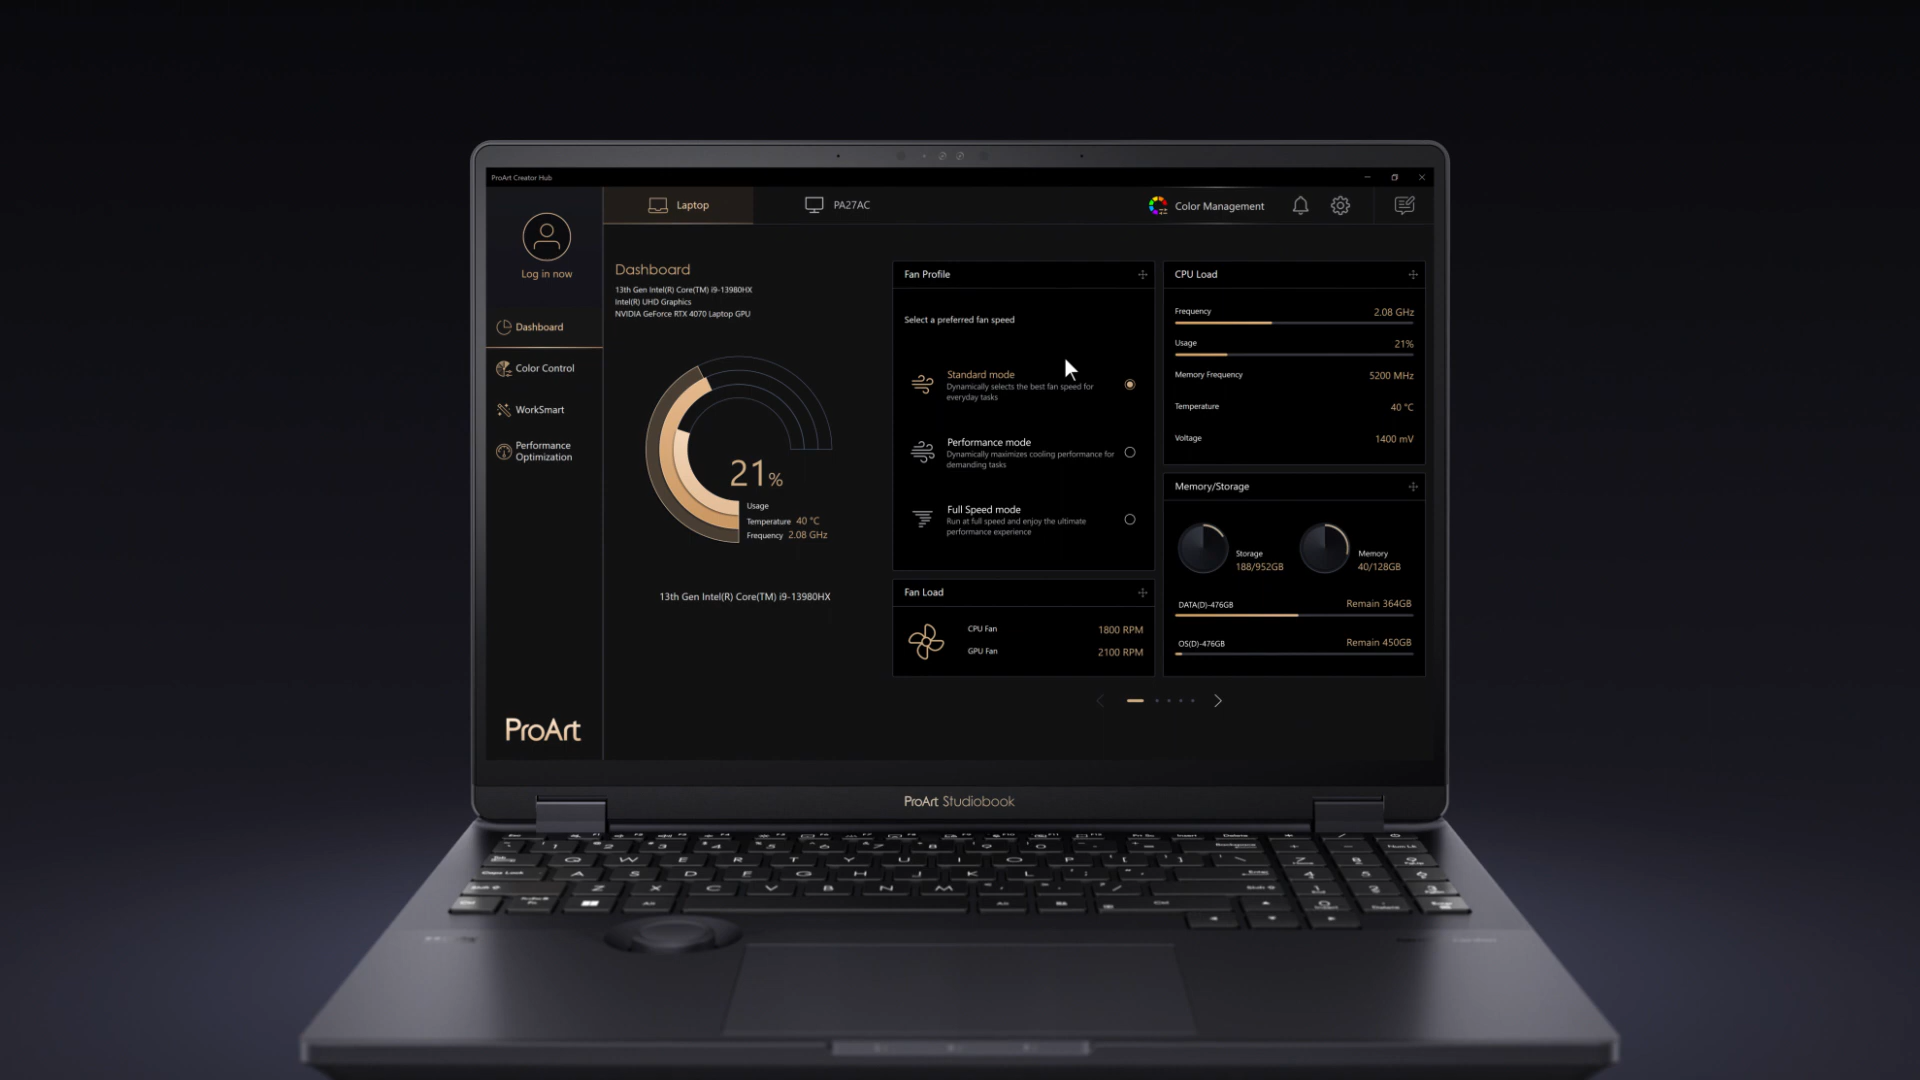 ProArt Creator Hub
Laptop
PA27AC
Color Management
Log in now
Dashboard
Color Control
WorkSmart
Performance
Optimization
ProArt
Dashboard
13th Gen Intel(R) Core(TM) i9-13980HX
Intel(R) UHD Graphics
NVIDIA GeForce RTX 4070 Laptop GPU
21%
Usage
Temperature 40 °C
Frequency 2.08 GHz
13th Gen Intel(R) Core(TM) i9-13980HX
Fan Profile
Select a preferred fan speed
Standard mode
Dynamically selects the best fan speed for
everyday tasks
Performance mode
Dynamically maximizes cooling performance for
demanding tasks
Full Speed mode
Run at full speed and enjoy the ultimate
performance experience
Fan Load
CPU Fan 1800 RPM
GPU Fan 2100 RPM
CPU Load
Frequency 2.08 GHz
Usage 21%
Memory Frequency 5200 MHz
Temperature 40 °C
Voltage 1400 mV
Memory/Storage
Storage
188/952GB
Memory
40/128GB
DATA(D)-476GB Remain 364GB
OS(D)-476GB Remain 450GB
ProArt Studiobook
Q W E R T Y U I O P
Caps Lock A S D F G H J K L
Z X C V B N M